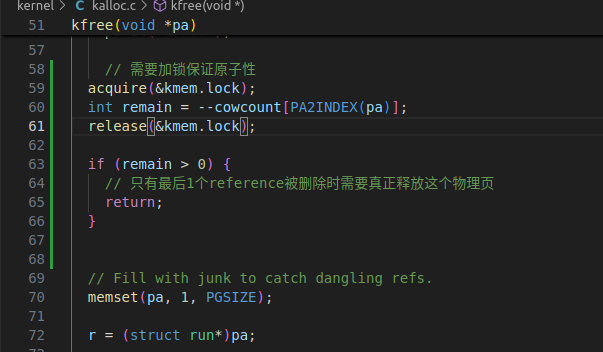 kernel > C kalloc.c > kfree(void *)
51 kfree(void *pa)
57
58 // 需要加锁保证原子性
59 acquire(&kmem.lock);
60 int remain = --cowcount[PA2INDEX(pa)];
61 release(&kmem.lock);
62
63 if (remain > 0) {
64 // 只有最后1个reference被删除时需要真正释放这个物理页
65 return;
66 }
67
68
69 // Fill with junk to catch dangling refs.
70 memset(pa, 1, PGSIZE);
71
72 r = (struct run*)pa;